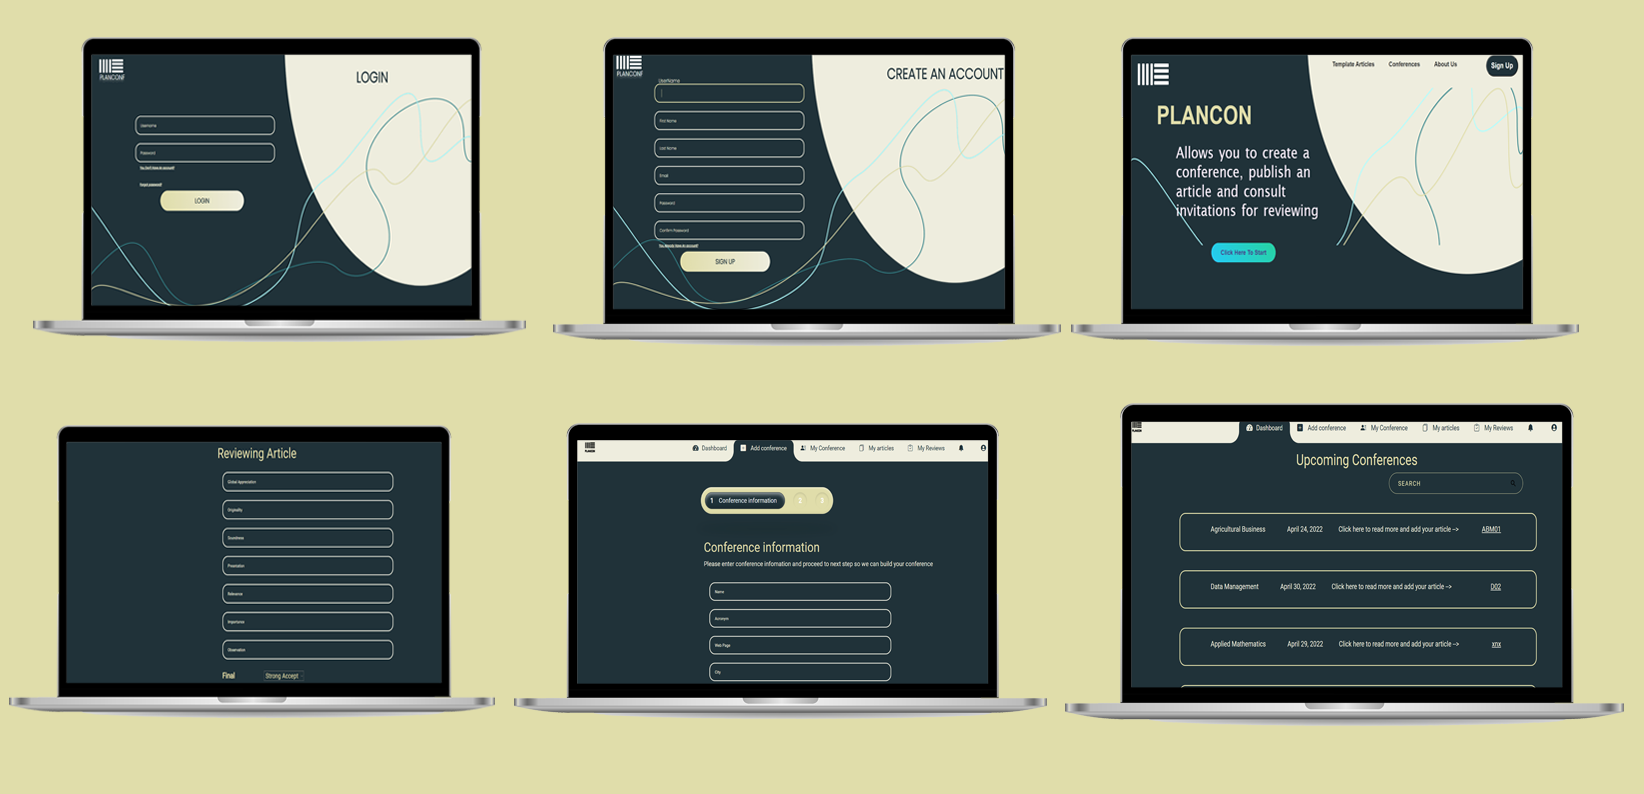 PLANCONF
LOGIN
Username
Password
You don't have an account?
Forgot password?
LOGIN
PLANCONF
CREATE AN ACCOUNT
UserName
First Name
Last Name
Email
Password
Confirm Password
You already have an account?
SIGN UP
Template Articles Conferences About Us Sign Up
PLANCON
Allows you to create a
conference, publish an
article and consult
invitations for reviewing
Click Here To Start
Reviewing Article
Global Appreciation
Originality
Soundness
Presntation
Relevance
Importance
Observation
Final Strong Accept
PLANCON
Dashboard Add conference My Conference My articles My Reviews
1 Conference information 2 3
Conference information
Please enter conference infomation and proceed to next step so we can build your conference
Name
Acronym
Web Page
City
PLANCON
Dashboard Add conference My Conference My articles My Reviews
Upcoming Conferences
SEARCH
Agricultural Business April 24, 2022 Click here to read more and add your article --> ABM01
Data Management April 30, 2022 Click here to read more and add your article --> D02
Applied Mathematics April 29, 2022 Click here to read more and add your article --> xnx